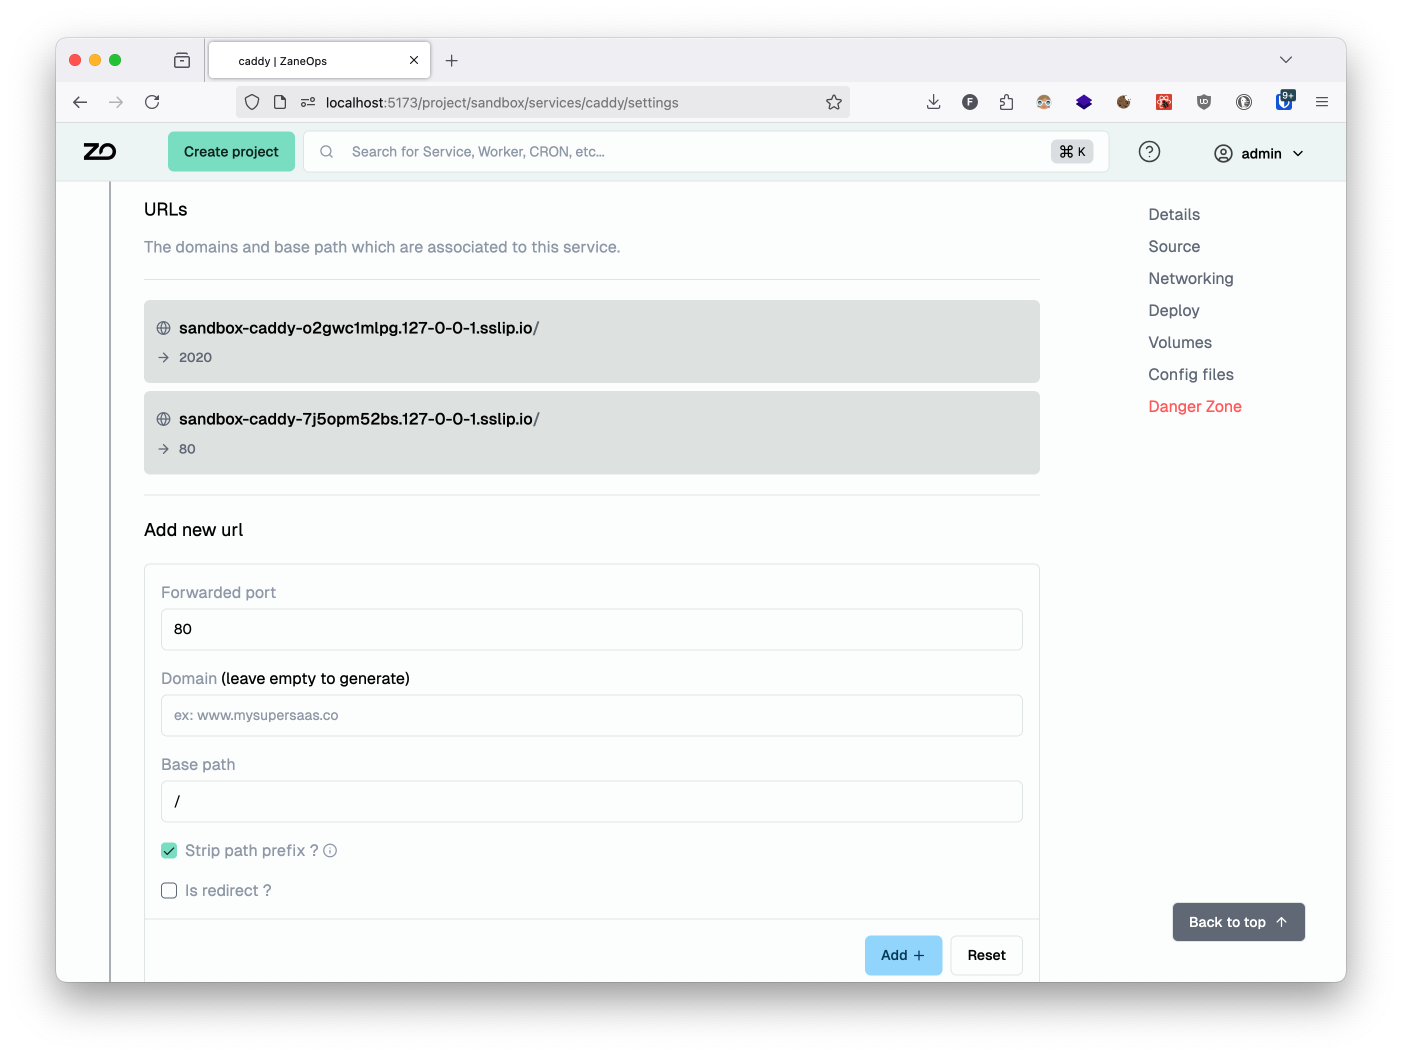 caddy | ZaneOps
localhost:5173/project/sandbox/services/caddy/settings
F
UD
9+
ZO
Create project
Search for Service, Worker, CRON, etc...
⌘ K
admin
URLs
The domains and base path which are associated to this service.
sandbox-caddy-o2gwc1mlpg.127-0-0-1.sslip.io/
→ 2020
sandbox-caddy-7j5opm52bs.127-0-0-1.sslip.io/
→ 80
Add new url
Forwarded port
80
Domain (leave empty to generate)
ex: www.mysupersaas.co
Base path
/
Strip path prefix ?
Is redirect ?
Add +
Reset
Details
Source
Networking
Deploy
Volumes
Config files
Danger Zone
Back to top ↑